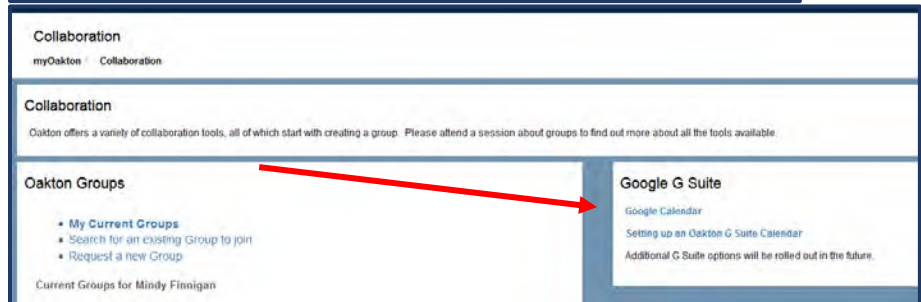 Collaboration
myOakton Collaboration
Collaboration
Oakton offers a variety of collaboration tools, all of which start with creating a group. Please attend a session about groups to find out more about all the tools available.
Oakton Groups
• My Current Groups
• Search for an existing Group to join
• Request a new Group
Current Groups for Mindy Finnigan
Google G Suite
Google Calendar
Setting up an Oakton G Suite Calendar
Additional G Suite options will be rolled out in the future.